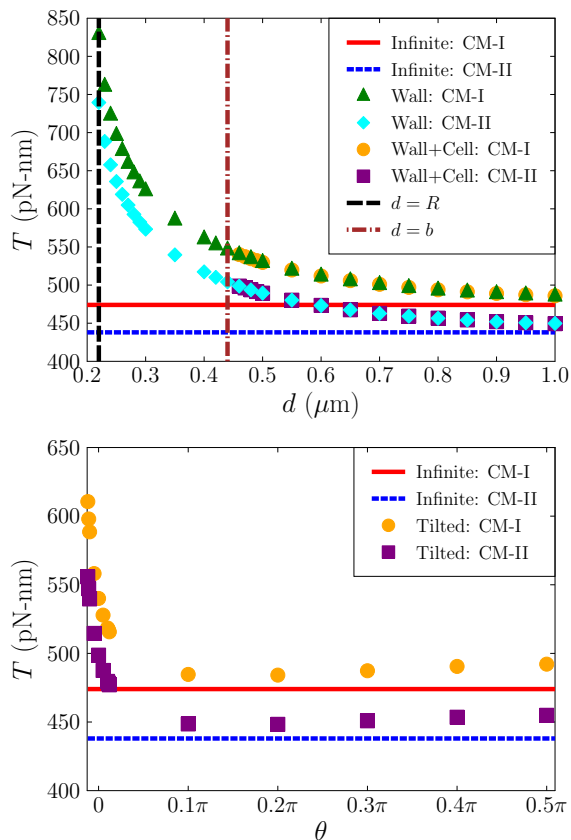 850
800
750
700
650
600
550
500
450
400
T (pN-nm)
Infinite: CM-I
Infinite: CM-II
Wall: CM-I
Wall: CM-II
Wall+Cell: CM-I
Wall+Cell: CM-II
d = R
d = b
0.2 0.3 0.4 0.5 0.6 0.7 0.8 0.9 1.0
d (μm)
650
600
550
500
450
400
T (pN-nm)
Infinite: CM-I
Infinite: CM-II
Tilted: CM-I
Tilted: CM-II
0 0.1π 0.2π 0.3π 0.4π 0.5π
θ